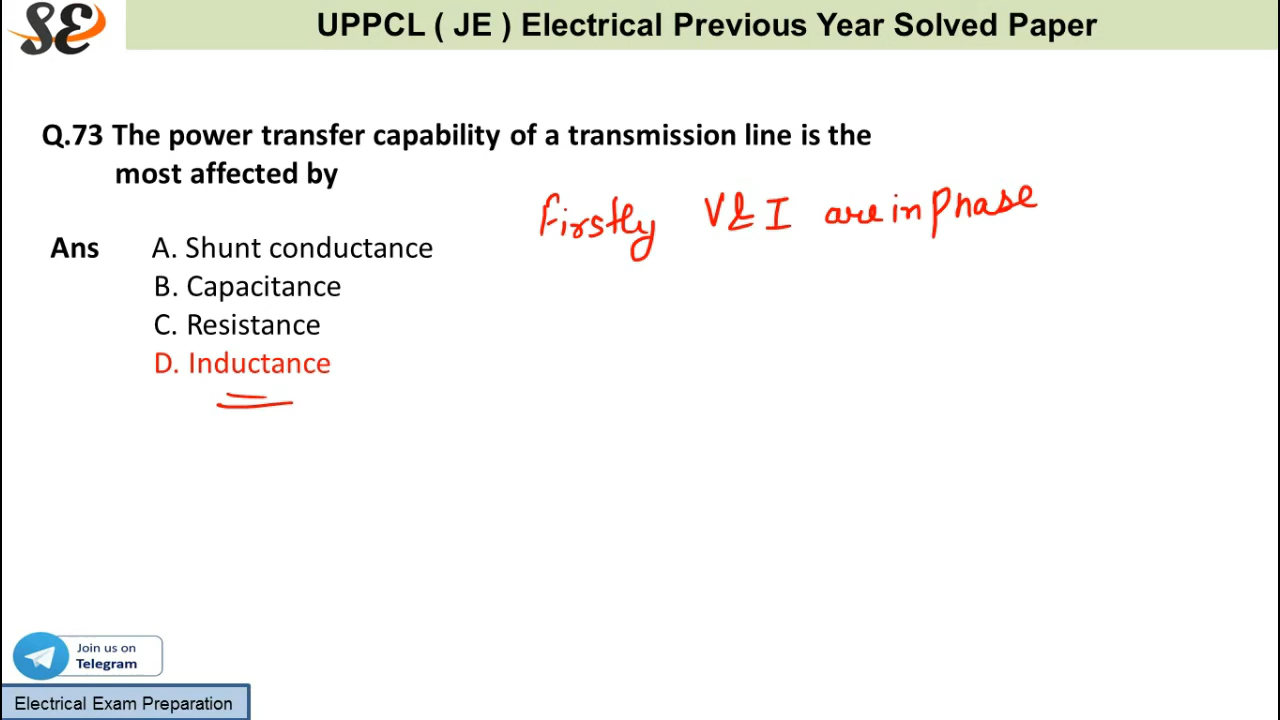 SE
UPPCL ( JE ) Electrical Previous Year Solved Paper
Q.73 The power transfer capability of a transmission line is the
most affected by
Firstly V & I are in Phase
Ans A. Shunt conductance
B. Capacitance
C. Resistance
D. Inductance
Join us on
Telegram
Electrical Exam Preparation